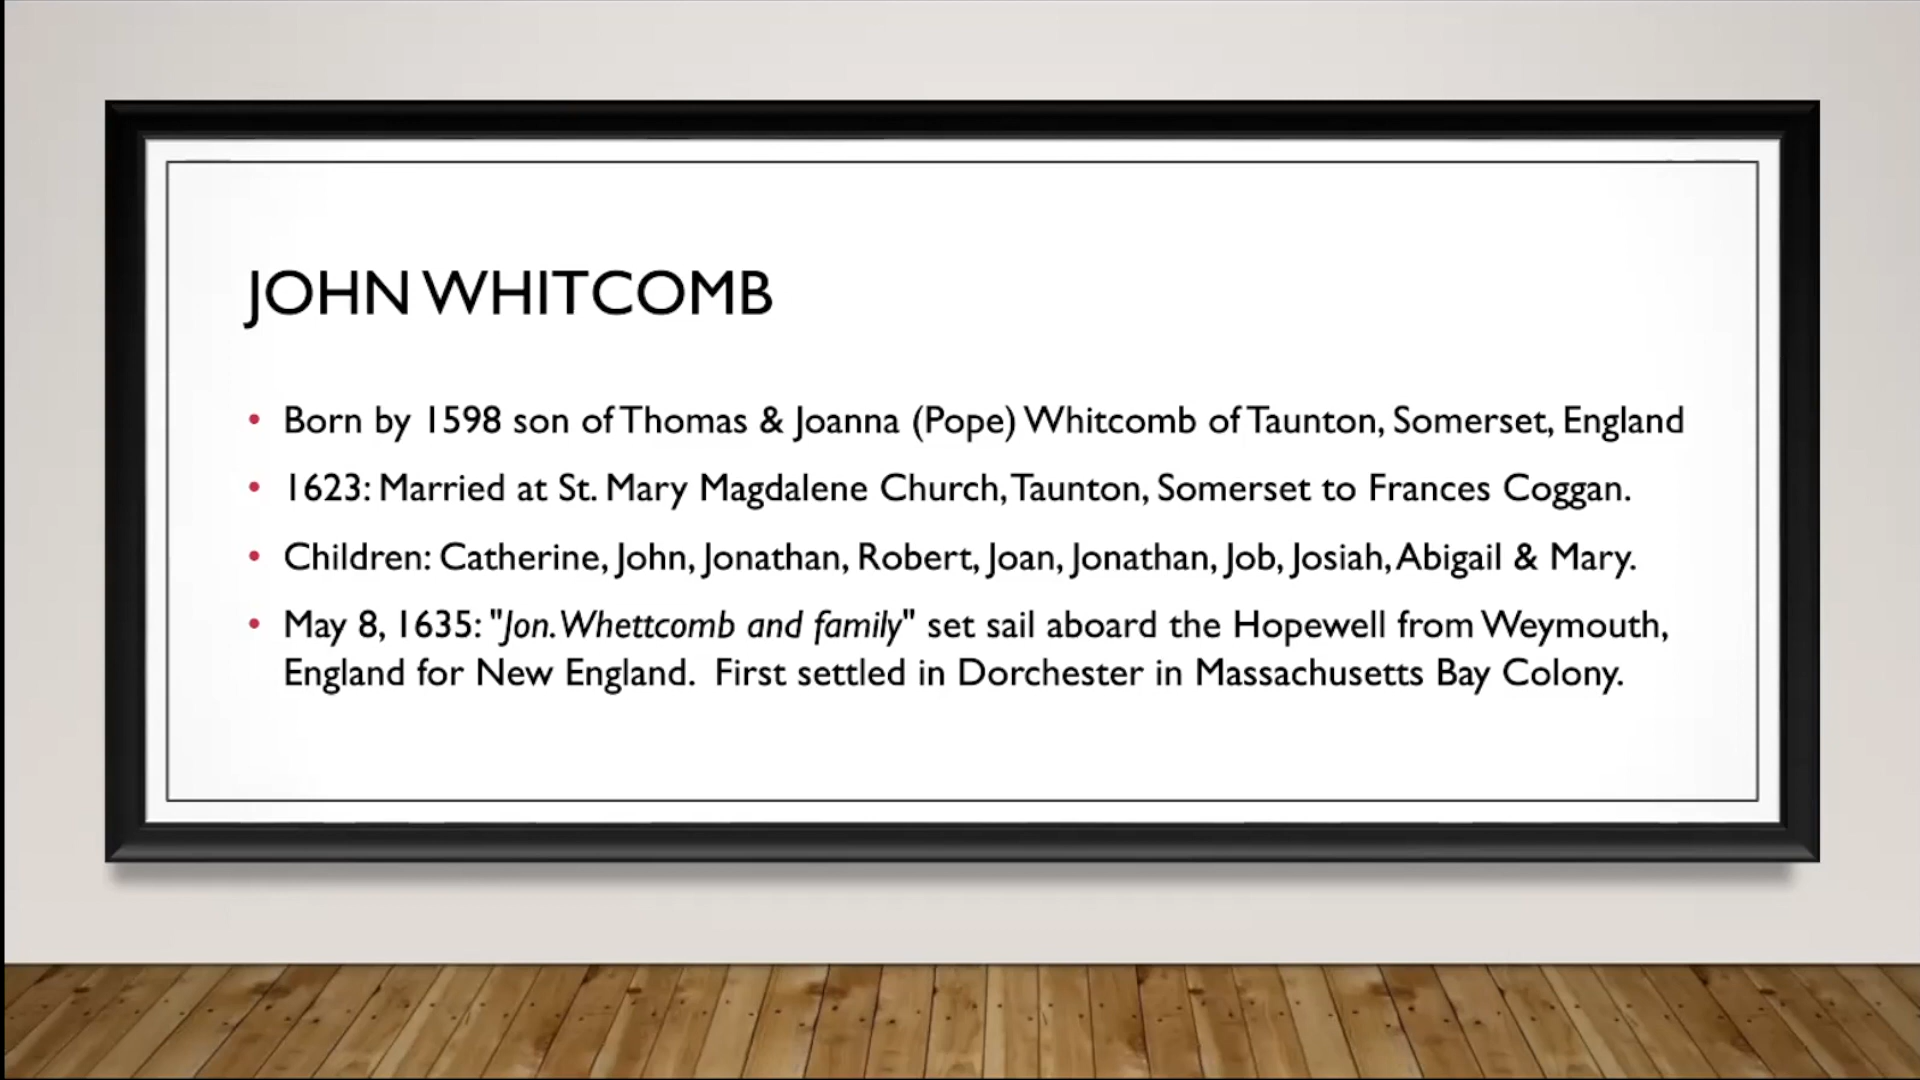 JOHN WHITCOMB
• Born by 1598 son of Thomas & Joanna (Pope) Whitcomb of Taunton, Somerset, England
• 1623: Married at St. Mary Magdalene Church, Taunton, Somerset to Frances Coggan.
• Children: Catherine, John, Jonathan, Robert, Joan, Jonathan, Job, Josiah, Abigail & Mary.
• May 8, 1635: "Jon. Whettcomb and family" set sail aboard the Hopewell from Weymouth,
England for New England.  First settled in Dorchester in Massachusetts Bay Colony.